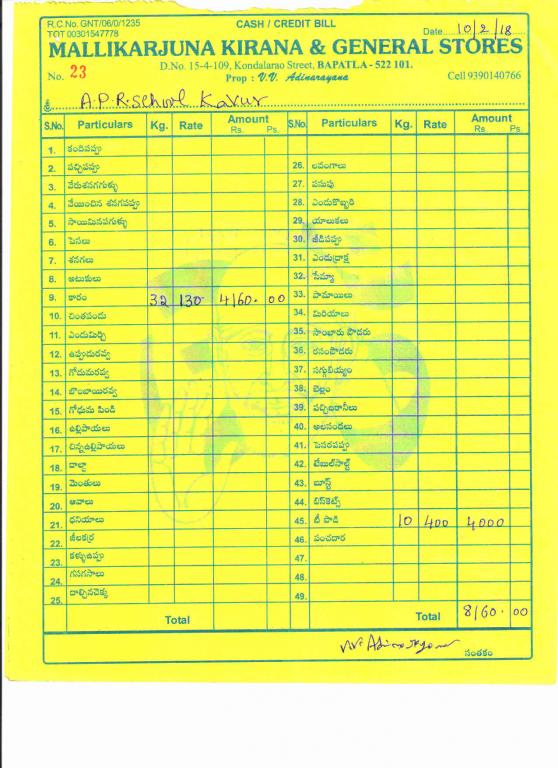 R.C.No. GNT/06/0/1235 CASH / CREDIT BILL
TOT 00301547778 Date 10/2/18
MALLIKARJUNA KIRANA & GENERAL STORES
D.No. 15-4-109, Kondalarao Street, BAPATLA - 522 101.
No. 23 Prop : V.V. Adinarayana Cell 9390140766
శ్రీ A.P.R.School Kavur
S.No. Particulars Kg. Rate Amount Rs. Ps. S.No. Particulars Kg. Rate Amount Rs. Ps.
1. కందిపప్పు
2. పచ్చిపప్పు 26. లవంగాలు
3. వేరుశనగగుళ్ళు 27. పసుపు
4. వేయించిన శనగపప్పు 28. ఎండుకొబ్బరి
5. సాయిమినపగుళ్ళు 29. యాలుకలు
6. పెసలు 30. జీడిపప్పు
7. శనగలు 31. ఎండుద్రాక్ష
8. అటుకులు 32. సేమ్యా
9. కారం 32 130 4160.00 33. పామాయిలు
10. చింతపండు 34. మిరియాలు
11. ఎండుమిర్చి 35. సాంబారు పౌడరు
12. ఉప్పుడురవ్వ 36. రసంపౌడరు
13. గోదుమరవ్వ 37. సగ్గుబియ్యం
14. బొంబాయిరవ్వ 38. బెల్లం
15. గోధుమ పిండి 39. పచ్చిబఠాణీలు
16. ఉల్లిపాయలు 40. అలసందలు
17. చిన్నఉల్లిపాయలు 41. పెసరపప్పు
18. డాల్డా 42. టేబుల్‌సాల్ట్
19. మెంతులు 43. బూస్ట్
20. ఆవాలు 44. బిస్కెట్స్
21. ధనియాలు 45. టీ పొడి 10 400 4000
22. జీలకర్ర 46. పంచదార
23. కళ్ళుఉప్పు 47.
24. గసగసాలు 48.
25. దాల్చినచెక్క 49.
Total Total 8160.00
V.V. Adinarayana
సంతకం